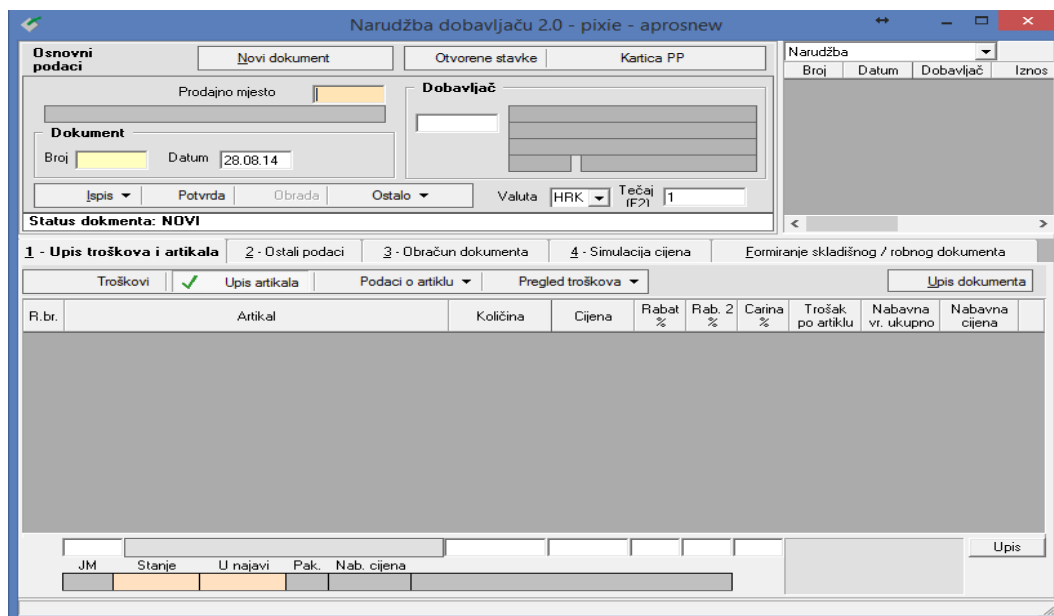 Narudžba dobavljaču 2.0 - pixie - aprosnew
Osnovni podaci
Novi dokument
Otvorene stavke
Kartica PP
Narudžba
Broj Datum Dobavljač Iznos
Prodajno mjesto
Dobavljač
Dokument
Broj
Datum 28.08.14
Ispis
Potvrda
Obrada
Ostalo
Valuta HRK
Tečaj (F2) 1
Status dokmenta: NOVI
1 - Upis troškova i artikala
2 - Ostali podaci
3 - Obračun dokumenta
4 - Simulacija cijena
Formiranje skladišnog / robnog dokumenta
Troškovi
Upis artikala
Podaci o artiklu
Pregled troškova
Upis dokumenta
R.br. Artikal Količina Cijena Rabat % Rab. 2 % Carina % Trošak po artiklu Nabavna vr. ukupno Nabavna cijena
Upis
JM Stanje U najavi Pak. Nab. cijena